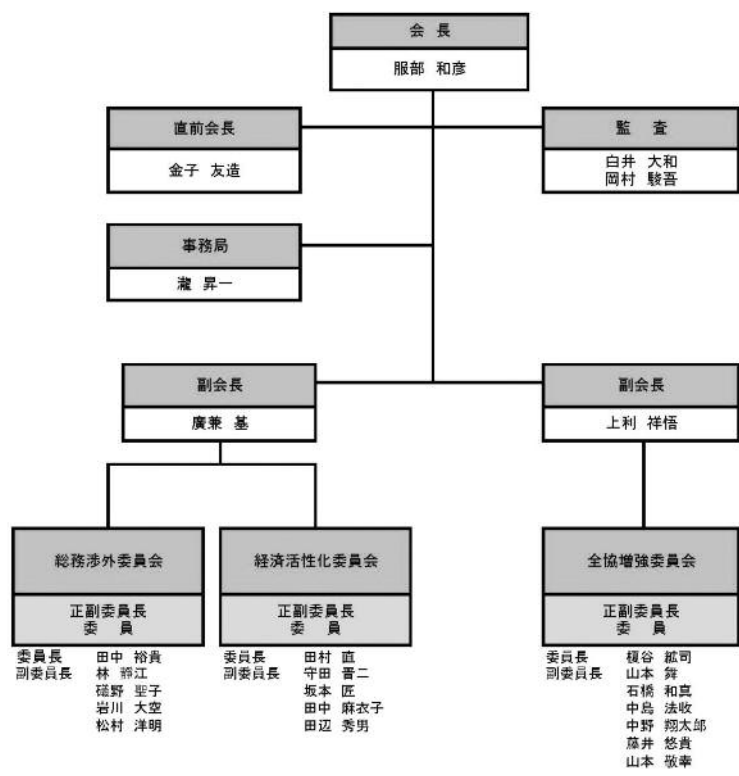 会 長
服部 和彦
直前会長
金子 友造
監 査
白井 大和
岡村 駿吾
事務局
瀧 昇一
副会長
廣兼 基
副会長
上利 祥悟
総務渉外委員会
正副委員長
委 員
委員長 田中 裕貴
副委員長 林 静江
礒野 聖子
岩川 大空
松村 洋明
経済活性化委員会
正副委員長
委 員
委員長 田村 直
副委員長 守田 晋二
坂本 匠
田中 麻衣子
田辺 秀男
全協増強委員会
正副委員長
委 員
委員長 榎谷 紘司
副委員長 山本 舞
石橋 和真
中島 法收
中野 翔太郎
藤井 悠貴
山本 敬幸